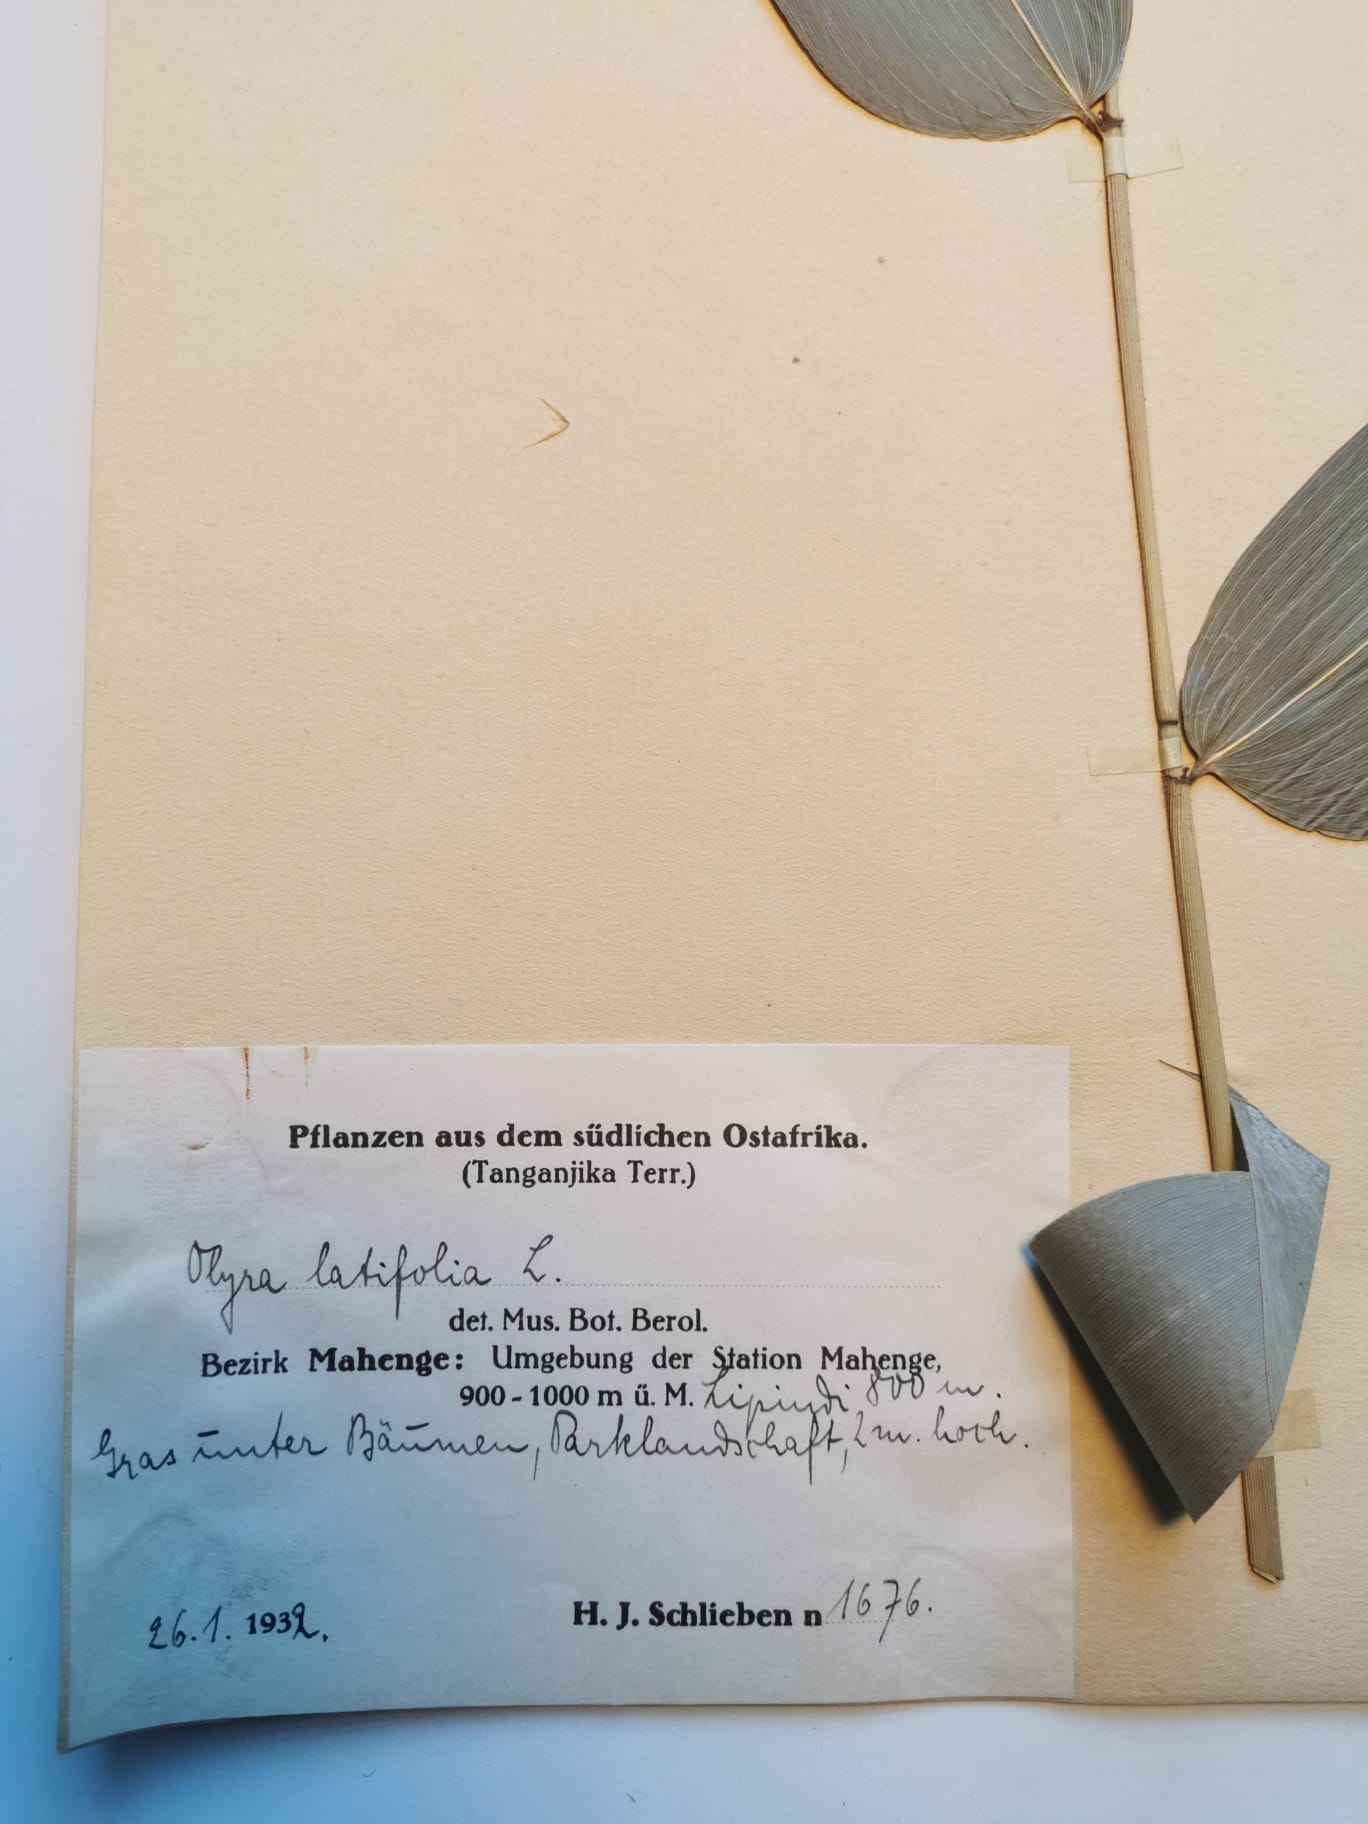 Pflanzen aus dem südlichen Ostafrika.
(Tanganjika Terr.)
Olyra latifolia L.
det. Mus. Bot. Berol.
Bezirk Mahenge: Umgebung der Station Mahenge,
900-1000 m ü. M. Lipindi 800 m.
Gras unter Bäumen, Parklandschaft, 2 m. hoch.
26.1. 1932.
H. J. Schlieben n 1676.